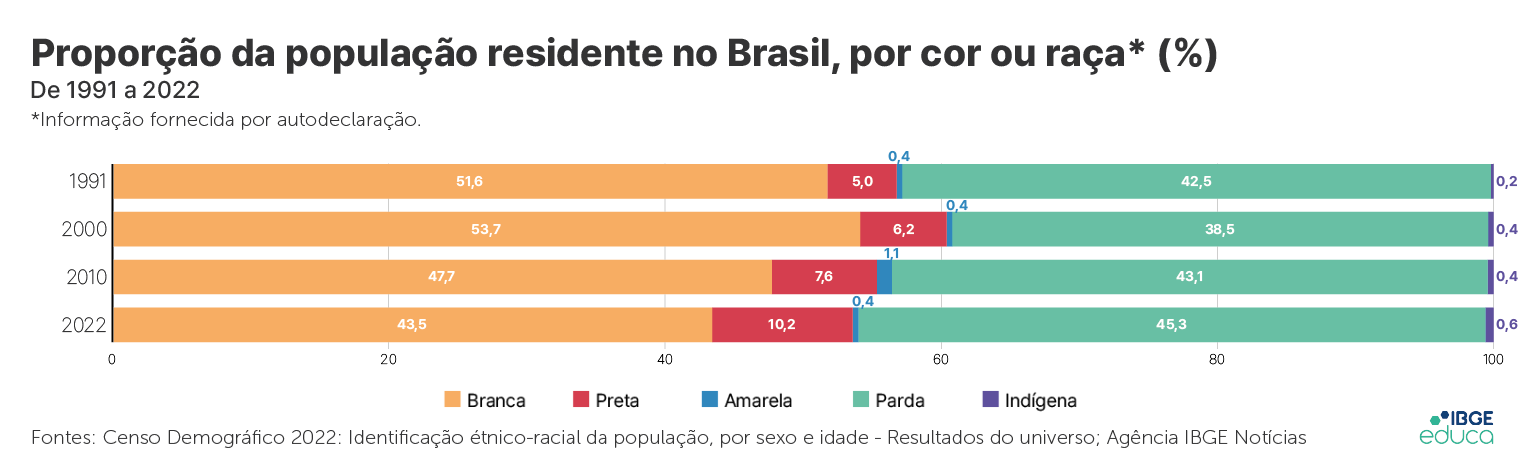 Proporção da população residente no Brasil, por cor ou raça* (%)
De 1991 a 2022
*Informação fornecida por autodeclaração.
0,4
1991 51,6 5,0 42,5 0,2
0,4
2000 53,7 6,2 38,5 0,4
1,1
2010 47,7 7,6 43,1 0,4
0,4
2022 43,5 10,2 45,3 0,6
0 20 40 60 80 100
Branca Preta Amarela Parda Indígena
Fontes: Censo Demográfico 2022: Identificação étnico-racial da população, por sexo e idade - Resultados do universo; Agência IBGE Notícias
IBGE
educa